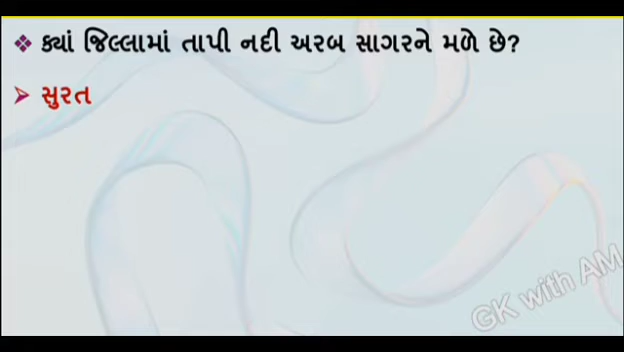 ❖ ક્યાં જિલ્લામાં તાપી નદી અરબ સાગરને મળે છે?
➤ સુરત
GK with AM